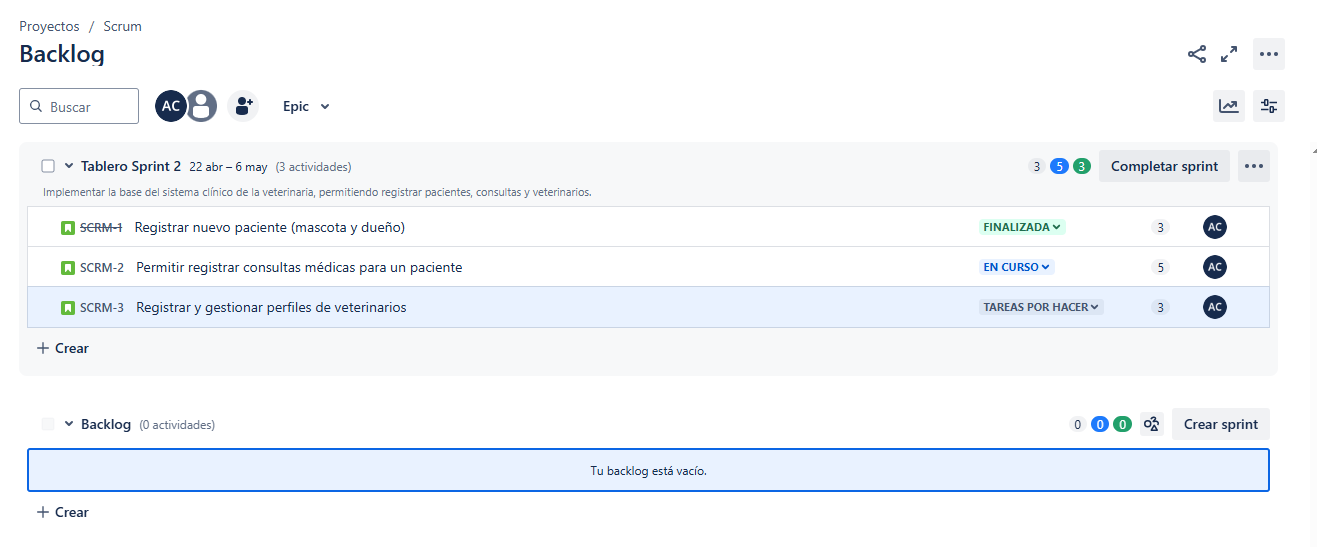 Proyectos / Scrum
Backlog
Buscar AC Epic
Tablero Sprint 2 22 abr – 6 may (3 actividades) 3 5 3 Completar sprint
Implementar la base del sistema clínico de la veterinaria, permitiendo registrar pacientes, consultas y veterinarios.
SCRM-1 Registrar nuevo paciente (mascota y dueño) FINALIZADA 3 AC
SCRM-2 Permitir registrar consultas médicas para un paciente EN CURSO 5 AC
SCRM-3 Registrar y gestionar perfiles de veterinarios TAREAS POR HACER 3 AC
+ Crear
Backlog (0 actividades) 0 0 0 Crear sprint
Tu backlog está vacío.
+ Crear